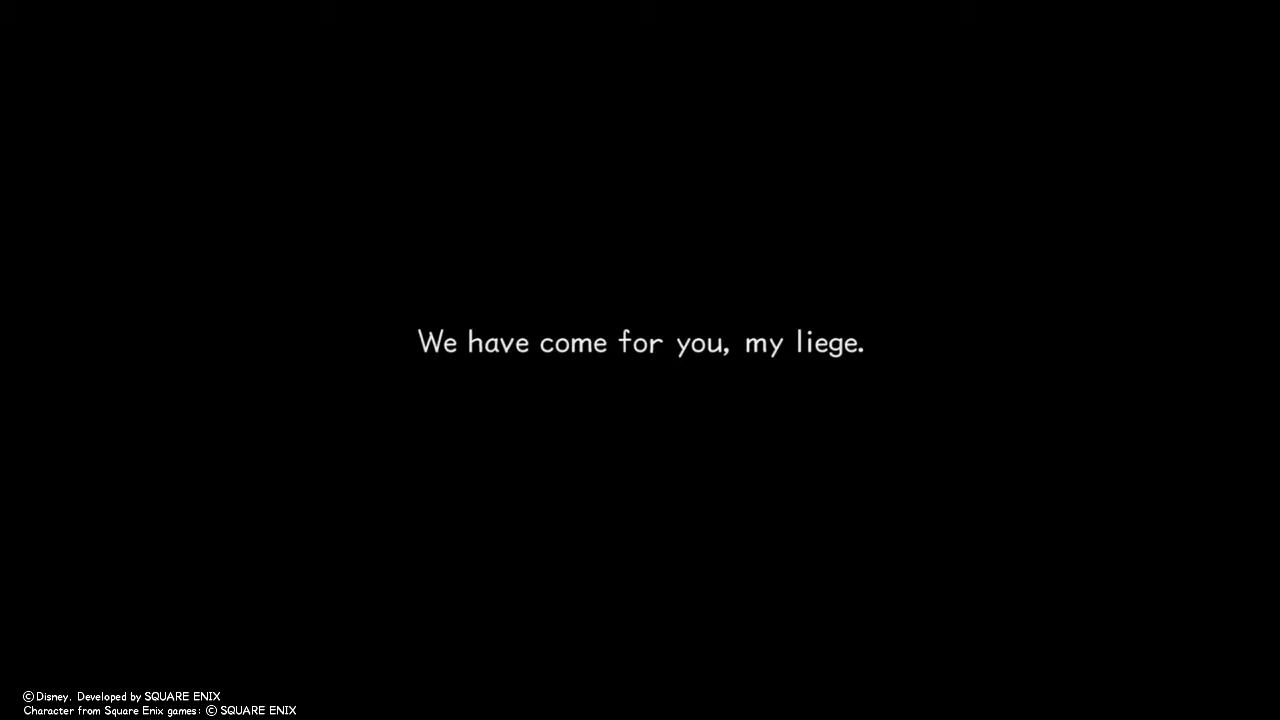 We have come for you, my liege.
©Disney. Developed by SQUARE ENIX
Character from Square Enix games: © SQUARE ENIX